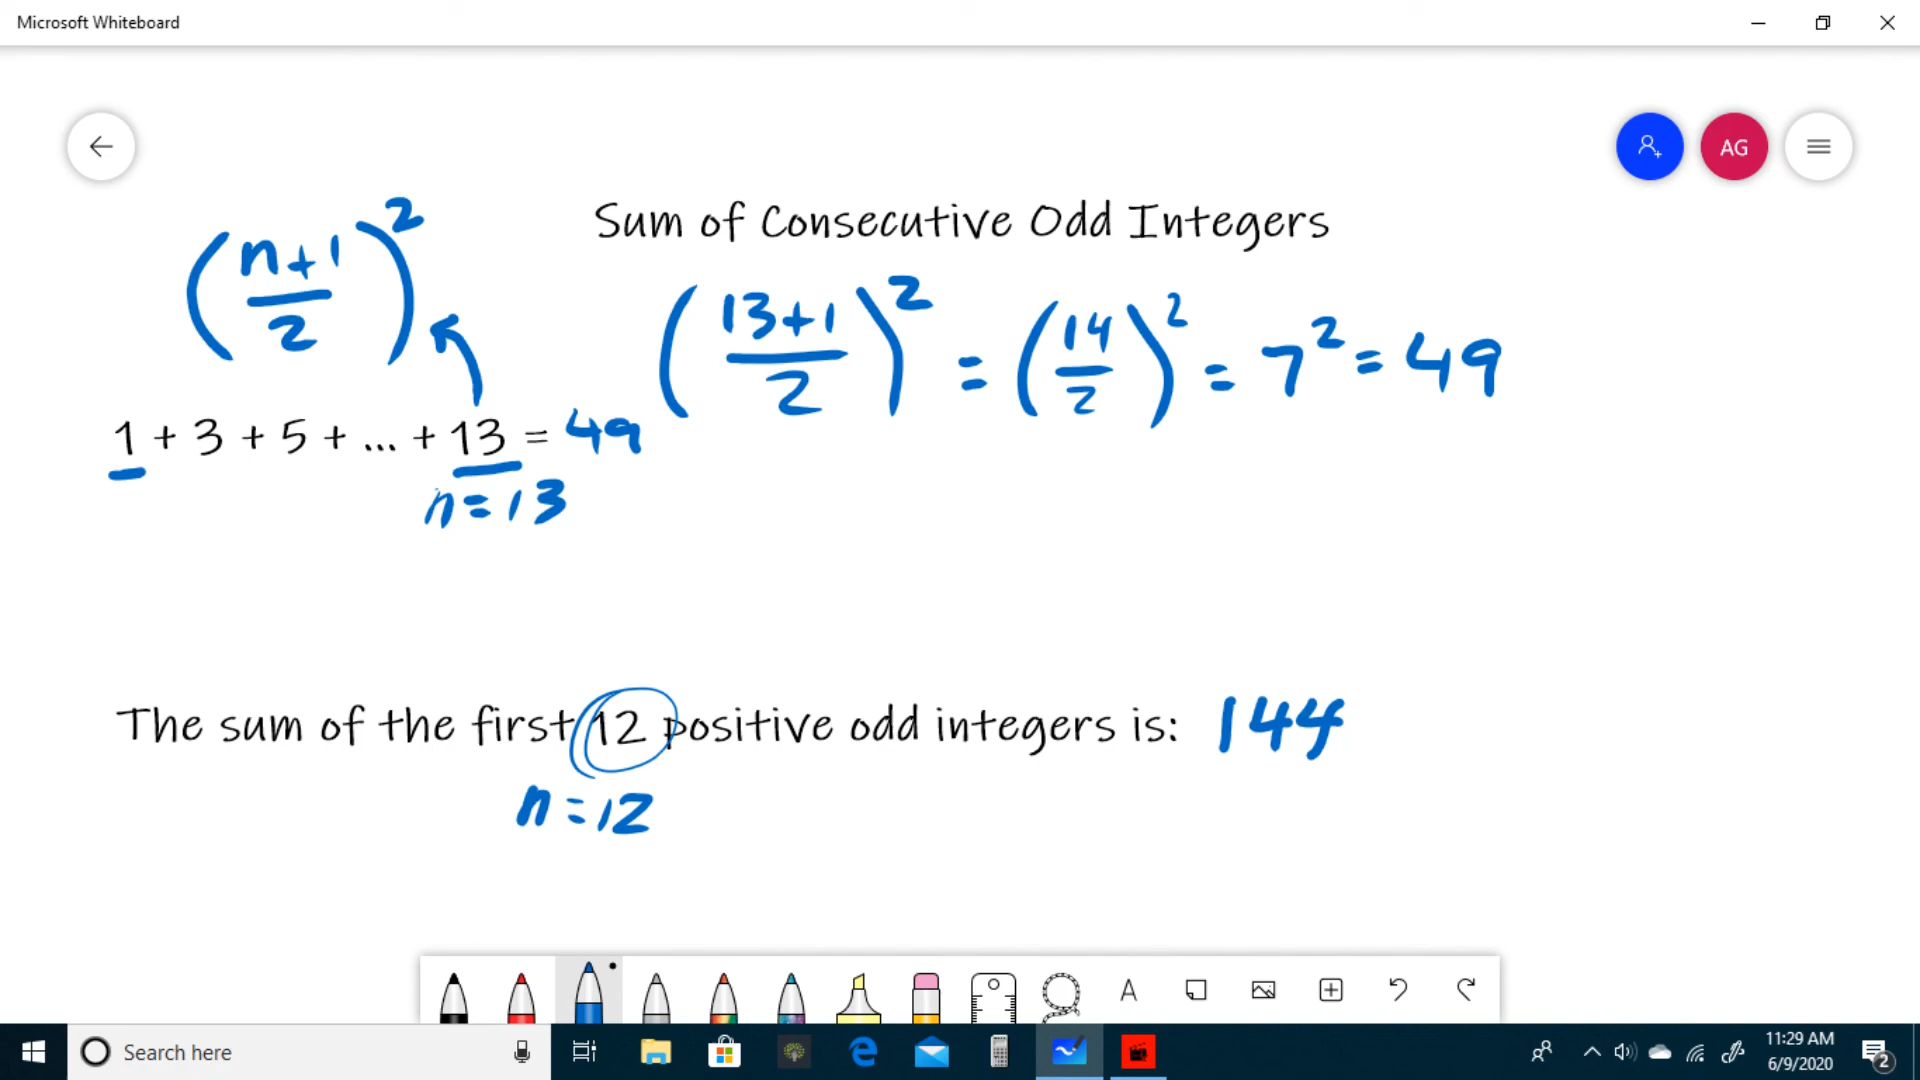 Microsoft Whiteboard
AG
Sum of Consecutive Odd Integers
((n+1)/2)²
((13+1)/2)² = (14/2)² = 7² = 49
1 + 3 + 5 + ... + 13 = 49
n = 13
The sum of the first 12 positive odd integers is: 144
n = 12
A
Search here
11:29 AM
6/9/2020
2